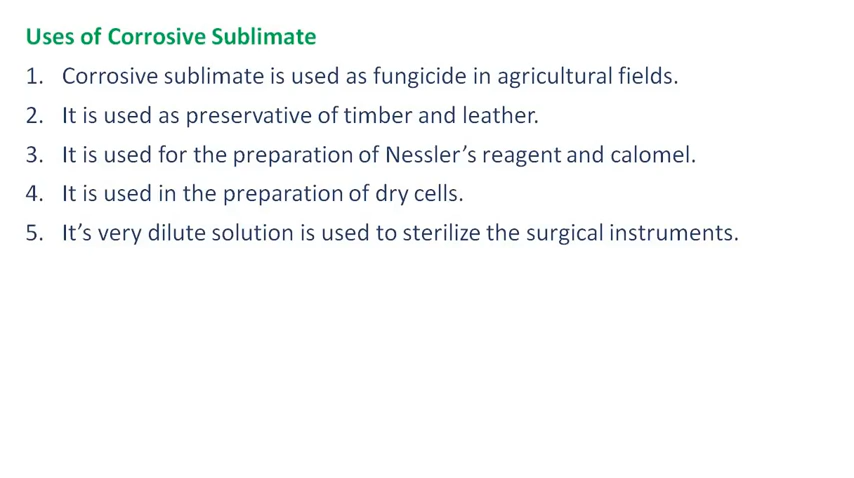 Uses of Corrosive Sublimate
1. Corrosive sublimate is used as fungicide in agricultural fields.
2. It is used as preservative of timber and leather.
3. It is used for the preparation of Nessler’s reagent and calomel.
4. It is used in the preparation of dry cells.
5. It’s very dilute solution is used to sterilize the surgical instruments.